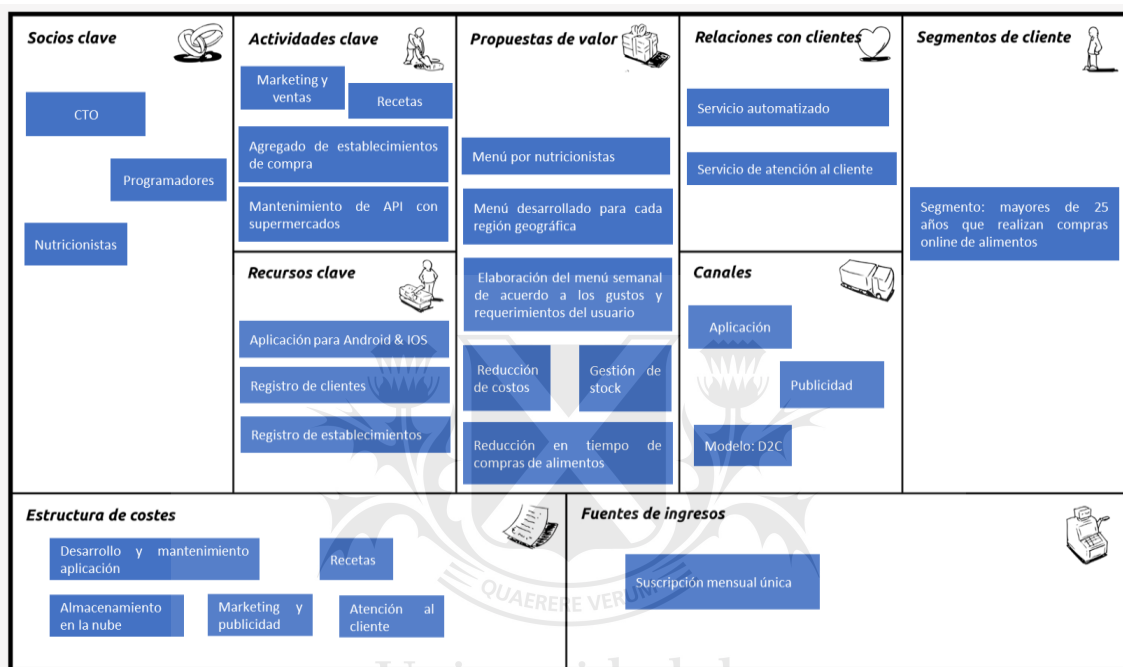 Socios clave
CTO
Programadores
Nutricionistas
Actividades clave
Marketing y
ventas
Recetas
Agregado de establecimientos
de compra
Mantenimiento de API con
supermercados
Recursos clave
Aplicación para Android & IOS
Registro de clientes
Registro de establecimientos
Propuestas de valor
Menú por nutricionistas
Menú desarrollado para cada
región geográfica
Elaboración del menú semanal
de acuerdo a los gustos y
requerimientos del usuario
Reducción
de costos
Gestión de
stock
Reducción en tiempo de
compras de alimentos
Relaciones con clientes
Servicio automatizado
Servicio de atención al cliente
Canales
Aplicación
Publicidad
Modelo: D2C
Segmentos de cliente
Segmento: mayores de 25
años que realizan compras
online de alimentos
Estructura de costes
Desarrollo y mantenimiento
aplicación
Recetas
Almacenamiento
en la nube
Marketing y
publicidad
Atención al
cliente
Fuentes de ingresos
Suscripción mensual única
QUAERERE VERUM